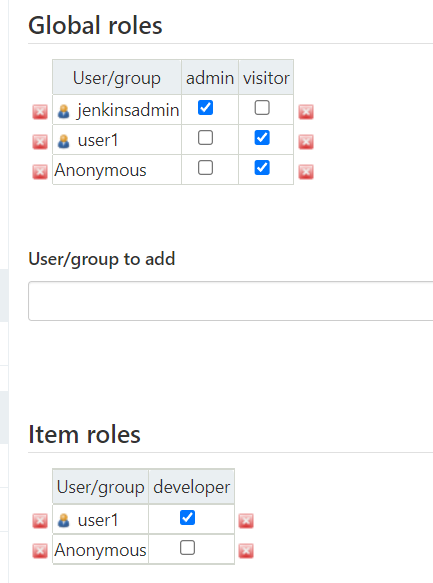 Global roles
User/group admin visitor
jenkinsadmin
user1
Anonymous
User/group to add
Item roles
User/group developer
user1
Anonymous